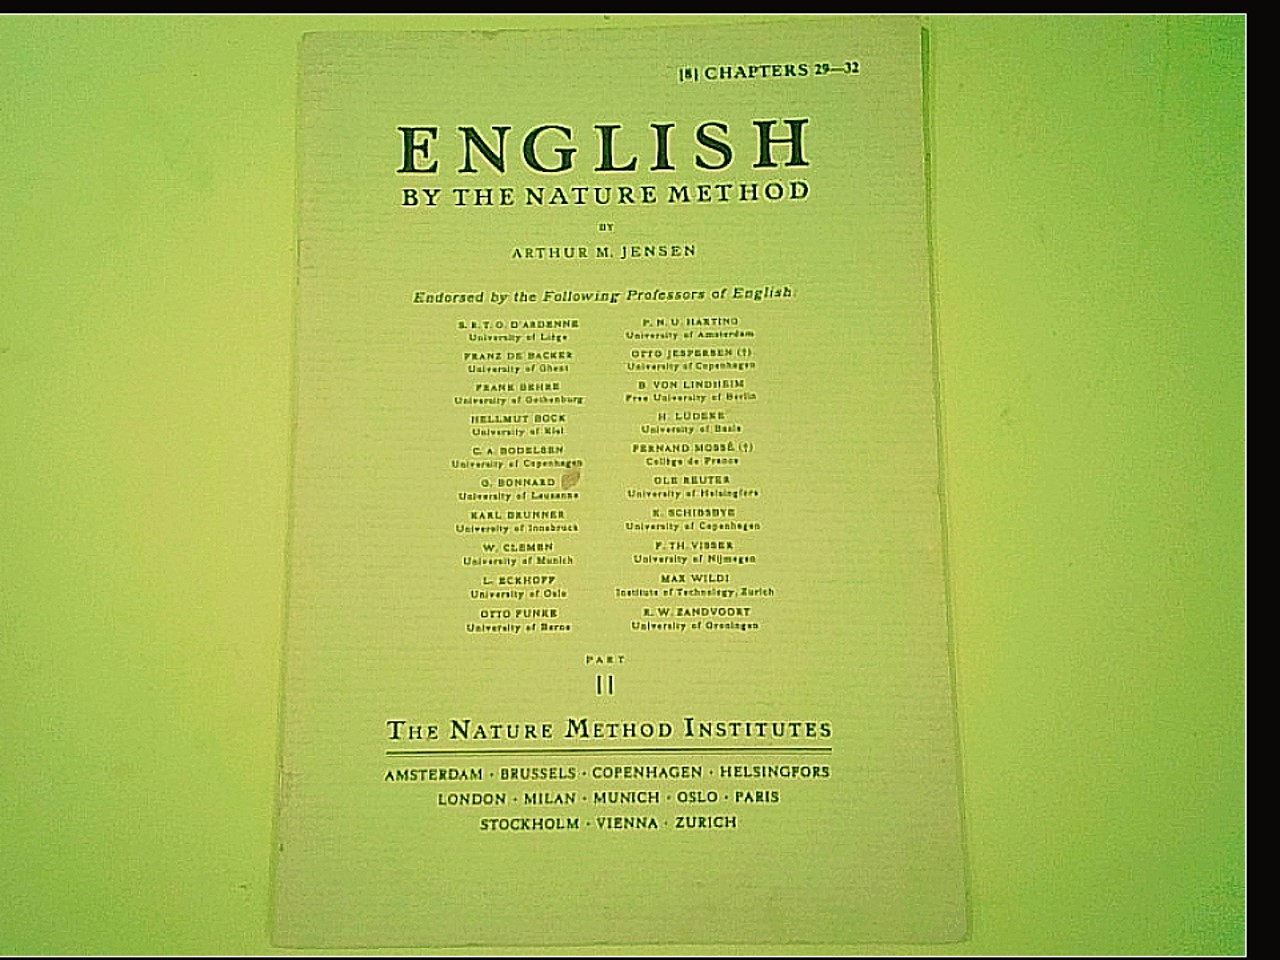 [8] CHAPTERS 29—32
ENGLISH
BY THE NATURE METHOD
BY
ARTHUR M. JENSEN
Endorsed by the Following Professors of English:
S. R. T. O. D'ARDENNE
University of Liège
FRANZ DE BACKER
University of Ghent
FRANK BEHRE
University of Gothenburg
HELLMUT BOCK
University of Kiel
C. A. BODELSEN
University of Copenhagen
G. BONNARD
University of Lausanne
KARL BRUNNER
University of Innsbruck
W. CLEMEN
University of Munich
L. ECKHOFF
University of Oslo
OTTO FUNKE
University of Berne
P. N. U. HARTING
University of Amsterdam
OTTO JESPERSEN (†)
University of Copenhagen
B. VON LINDHEIM
Free University of Berlin
H. LÜDEKE
University of Basle
FERNAND MOSSÉ (†)
Collège de France
OLE REUTER
University of Helsingfors
K. SCHIBSBYE
University of Copenhagen
F. TH. VISSER
University of Nijmegen
MAX WILDI
Institute of Technology, Zurich
R. W. ZANDVOORT
University of Groningen
PART
II
THE NATURE METHOD INSTITUTES
AMSTERDAM · BRUSSELS · COPENHAGEN · HELSINGFORS
LONDON · MILAN · MUNICH · OSLO · PARIS
STOCKHOLM · VIENNA · ZURICH